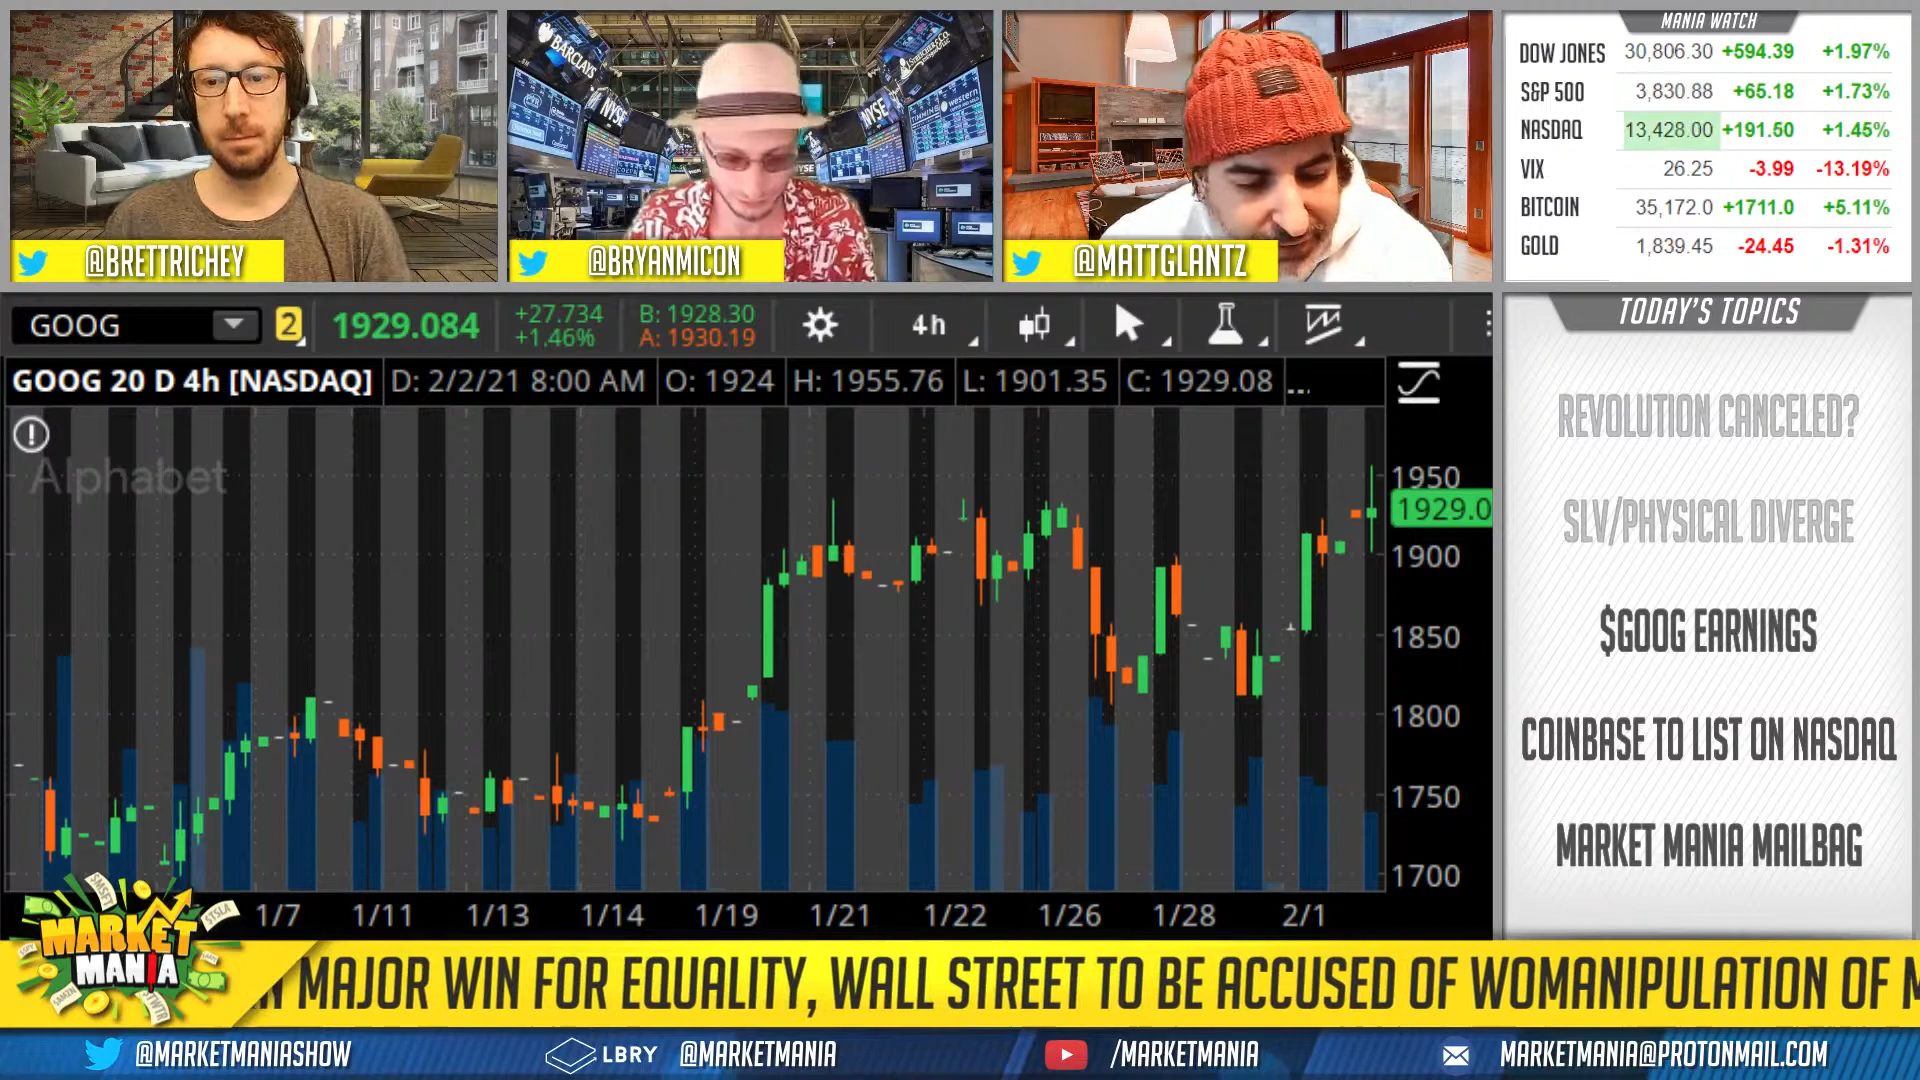 BARCLAYS
NYSE
NYSE
@BRETTRICHEY
@BRYANMICON
@MATTGLANTZ
MANIA WATCH
DOW JONES 30,806.30 +594.39 +1.97%
S&P 500 3,830.88 +65.18 +1.73%
NASDAQ 13,428.00 +191.50 +1.45%
VIX 26.25 -3.99 -13.19%
BITCOIN 35,172.0 +1711.0 +5.11%
GOLD 1,839.45 -24.45 -1.31%
GOOG 2 1929.084 +27.734 +1.46% B: 1928.30 A: 1930.19 4h
GOOG 20 D 4h [NASDAQ] D: 2/2/21 8:00 AM O: 1924 H: 1955.76 L: 1901.35 C: 1929.08 ...
Alphabet
1950
1929.0
1900
1850
1800
1750
1700
1/7 1/11 1/13 1/14 1/19 1/21 1/22 1/26 1/28 2/1
TODAY'S TOPICS
REVOLUTION CANCELED?
SLV/PHYSICAL DIVERGE
$GOOG EARNINGS
COINBASE TO LIST ON NASDAQ
MARKET MANIA MAILBAG
$MSFT
$TSLA
MARKET
MANIA
$AMZN
$TWTR
MAJOR WIN FOR EQUALITY, WALL STREET TO BE ACCUSED OF WOMANIPULATION OF
@MARKETMANIASHOW LBRY @MARKETMANIA /MARKETMANIA MARKETMANIA@PROTONMAIL.COM